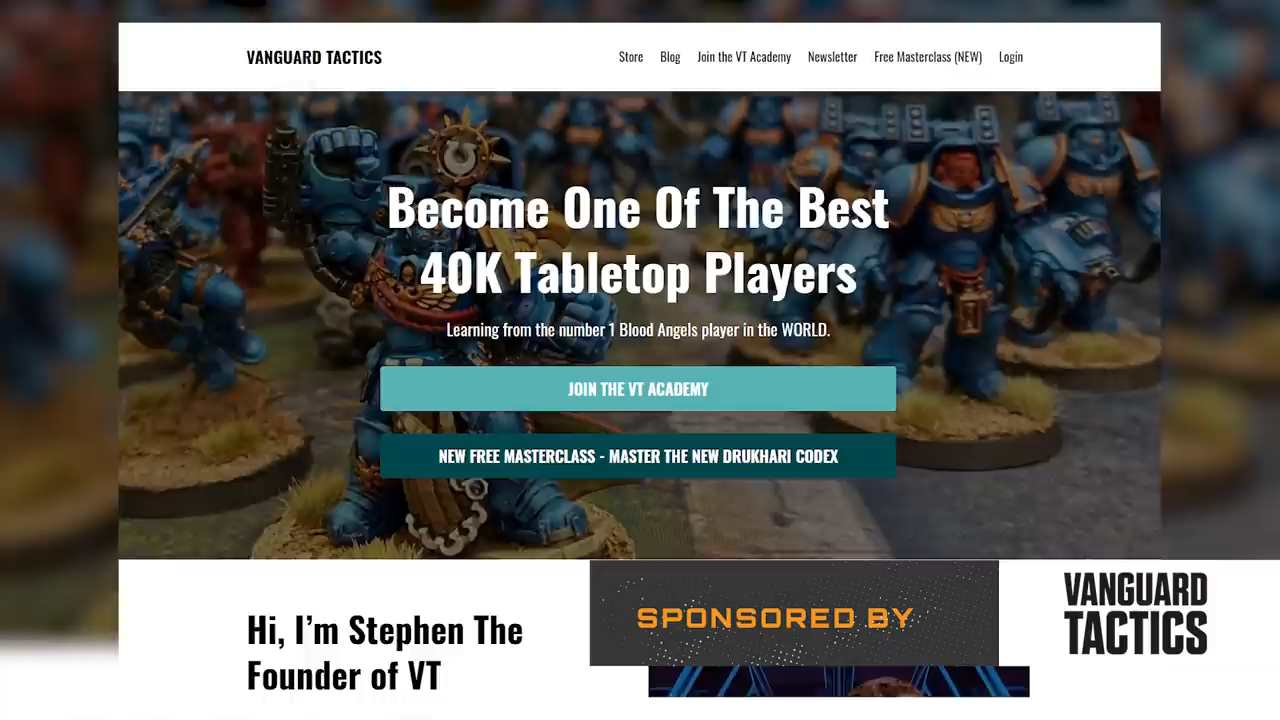 VANGUARD TACTICS
Store Blog Join the VT Academy Newsletter Free Masterclass (NEW) Login
Become One Of The Best
40K Tabletop Players
Learning from the number 1 Blood Angels player in the WORLD.
JOIN THE VT ACADEMY
NEW FREE MASTERCLASS - MASTER THE NEW DRUKHARI CODEX
Hi, I'm Stephen The
Founder of VT
SPONSORED BY
VANGUARD
TACTICS